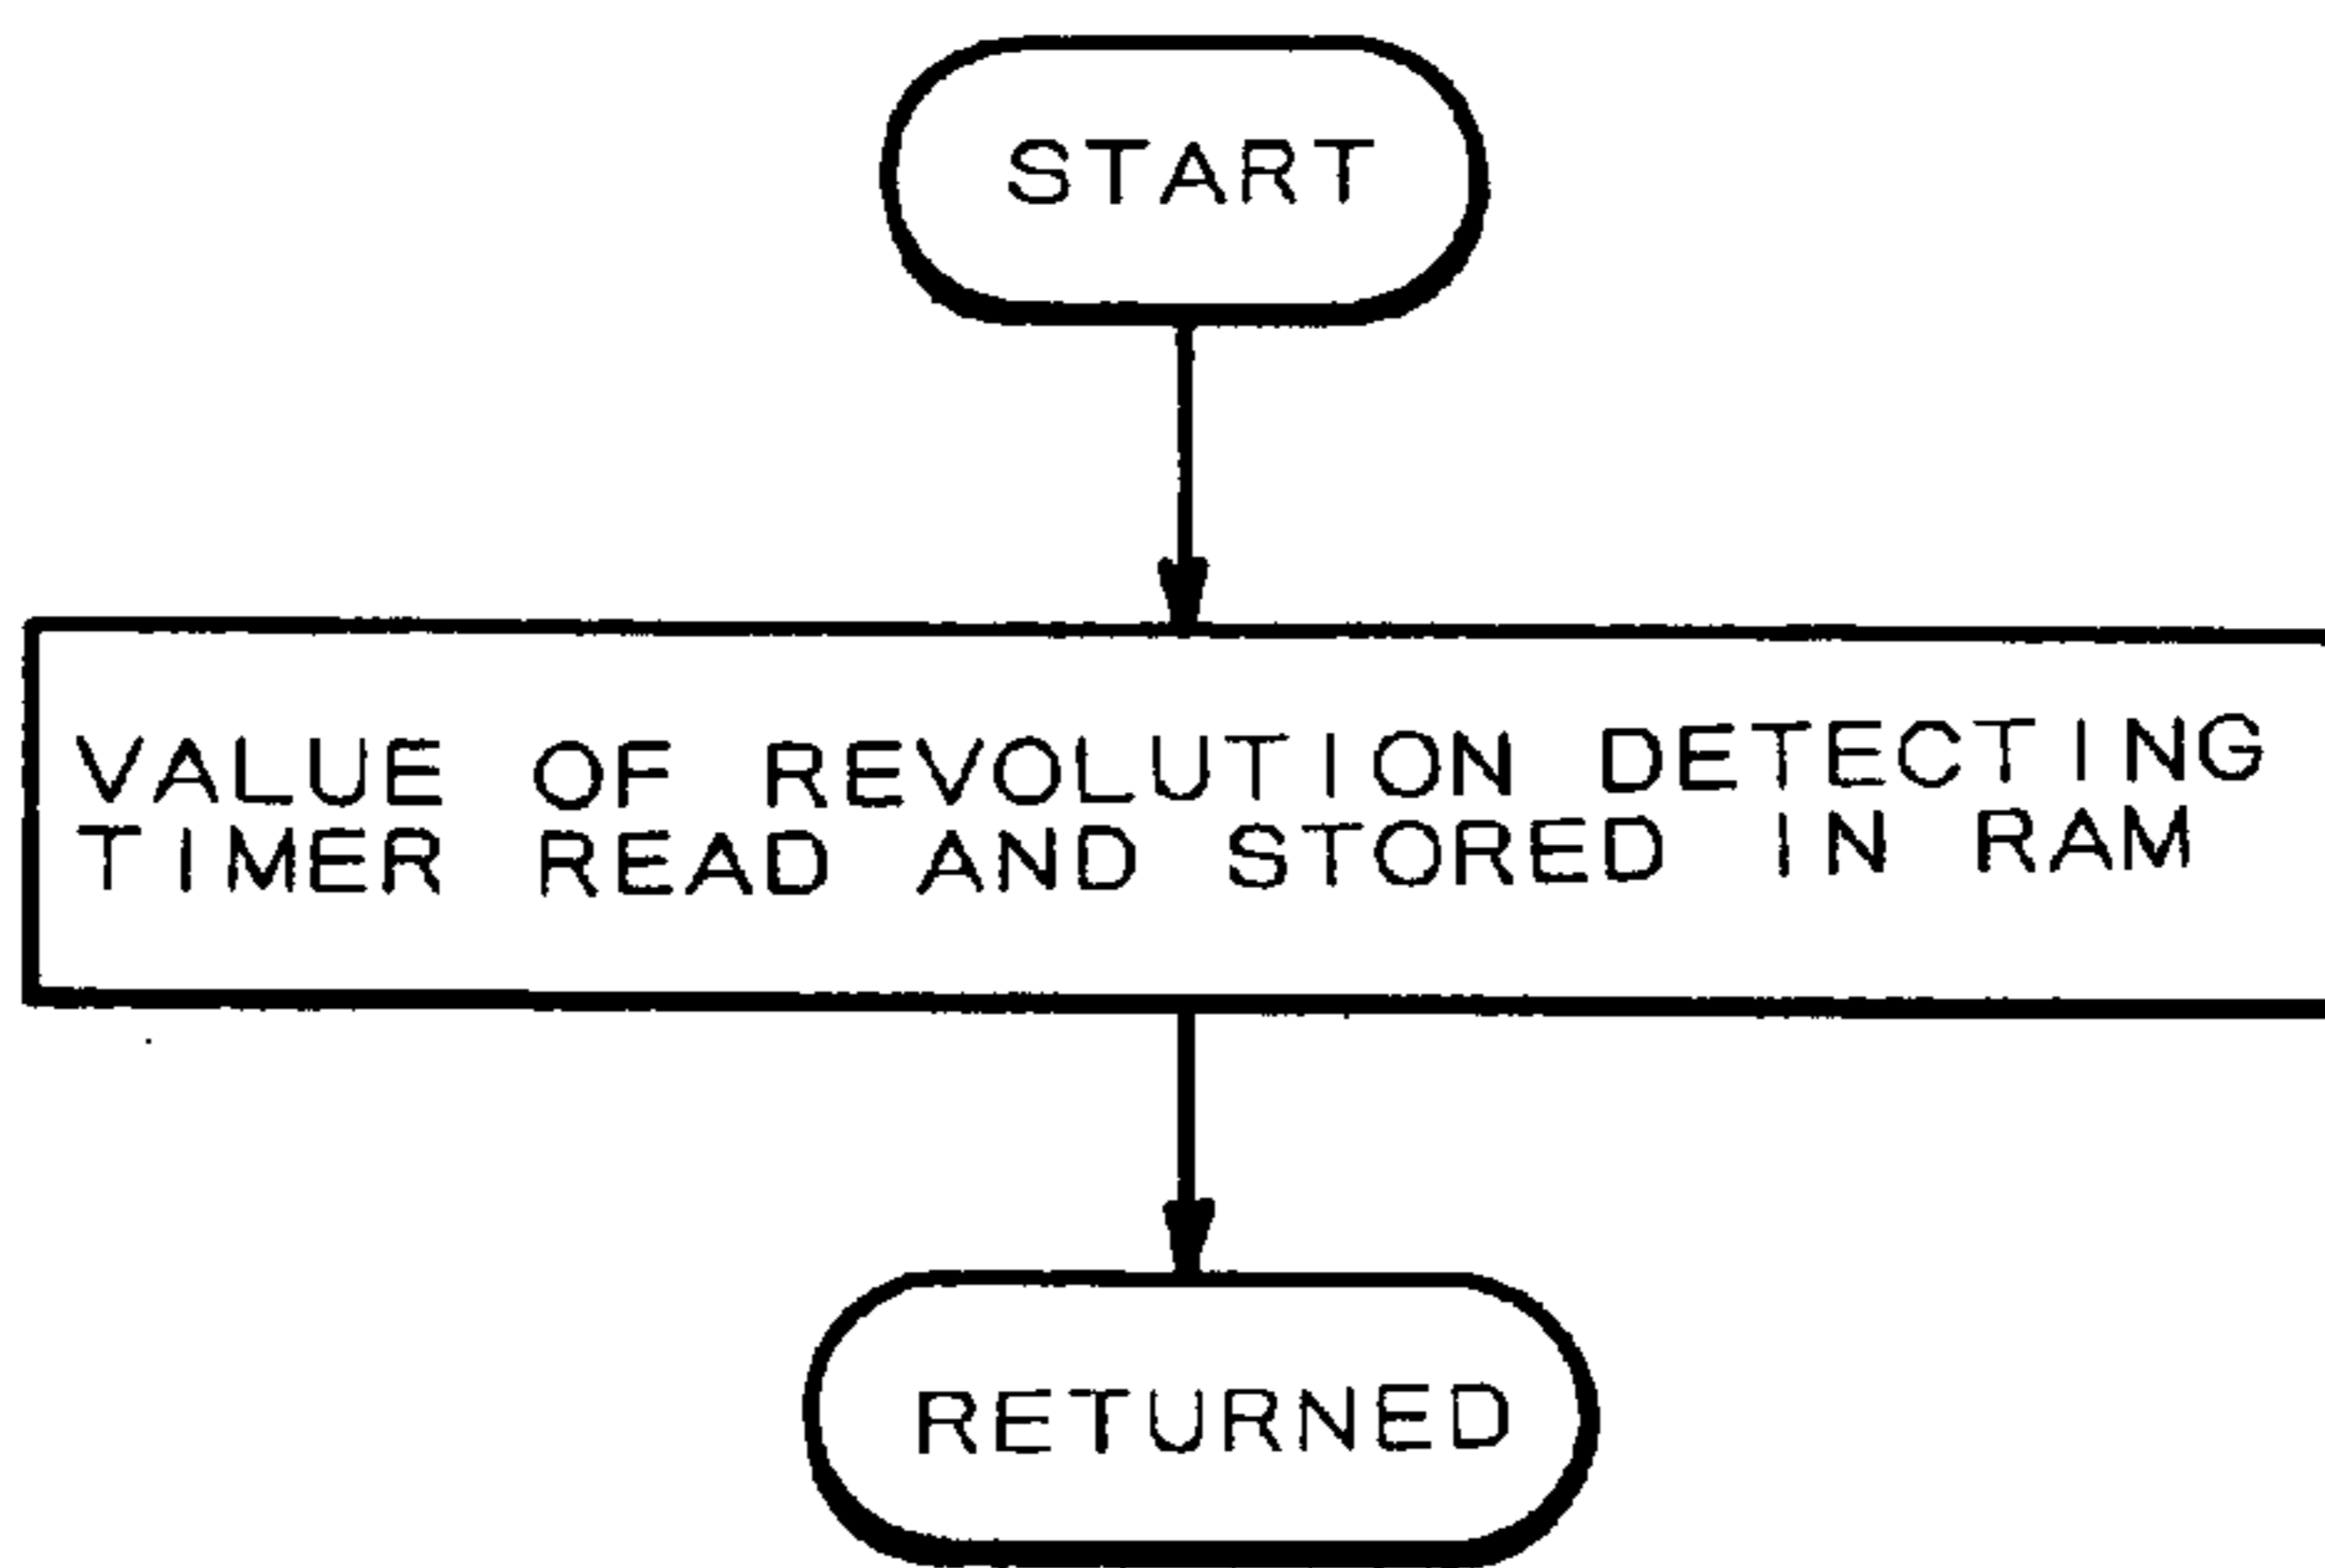 START
VALUE OF REVOLUTION DETECTING
TIMER READ AND STORED IN RAM
RETURNED